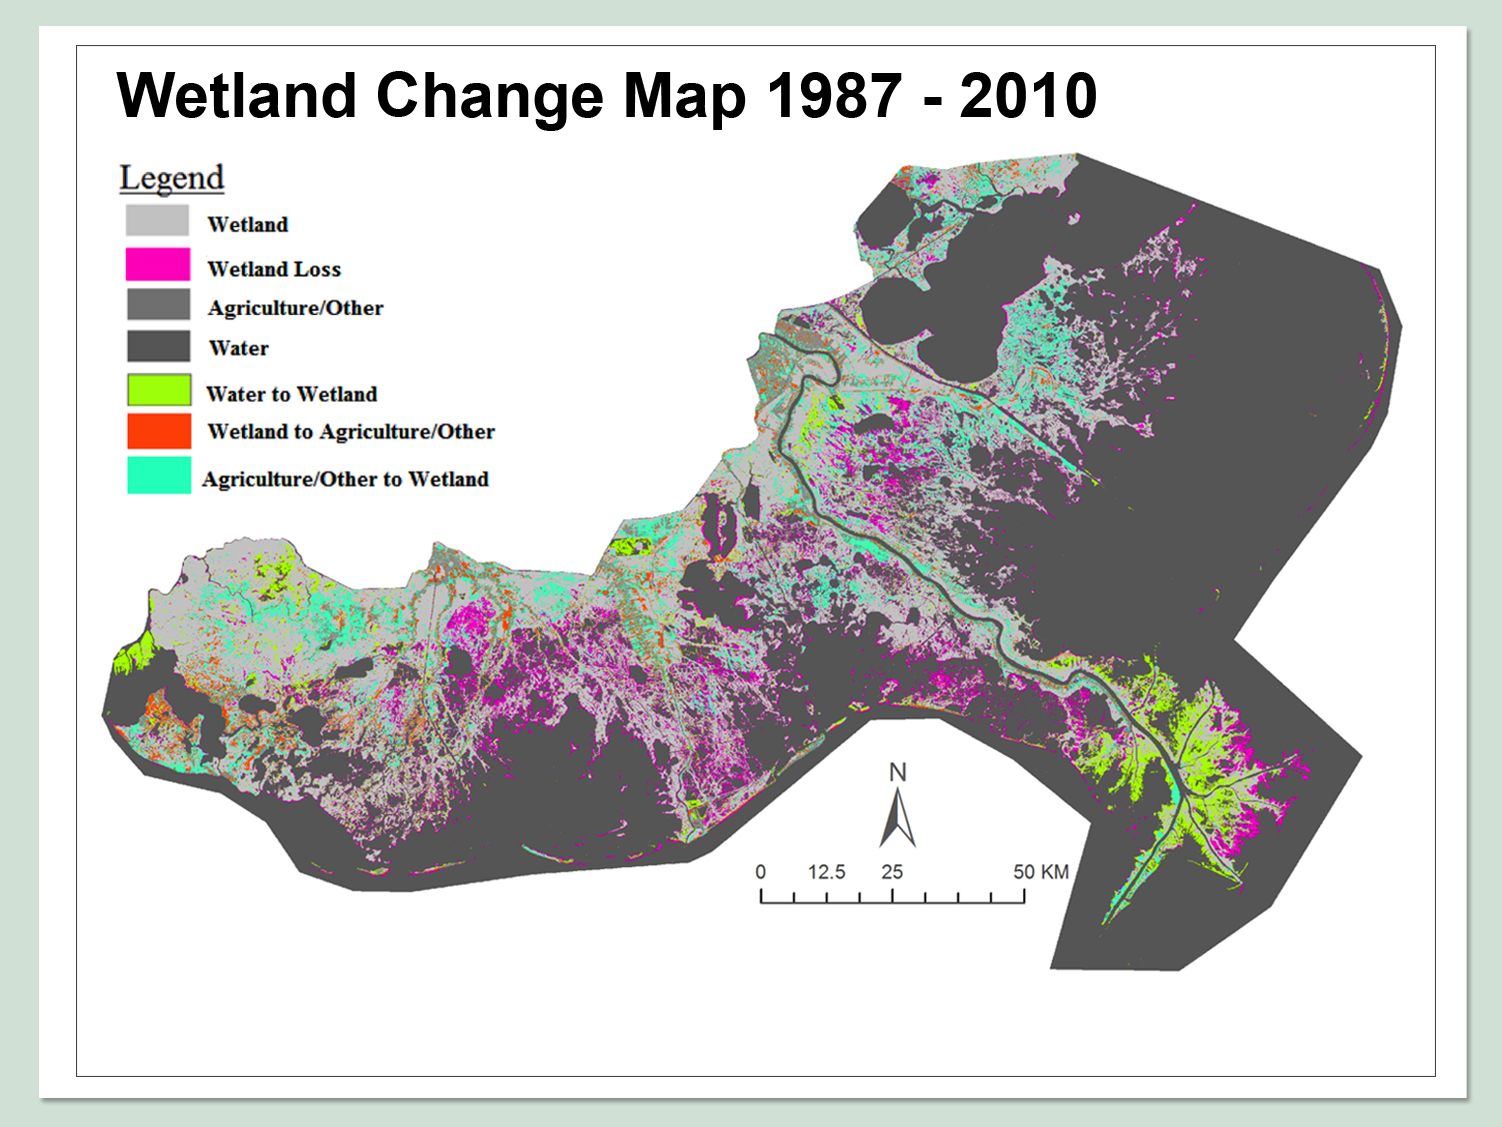 Wetland Change Map 1987 - 2010
Legend
Wetland
Wetland Loss
Agriculture/Other
Water
Water to Wetland
Wetland to Agriculture/Other
Agriculture/Other to Wetland
N
0 12.5 25 50 KM